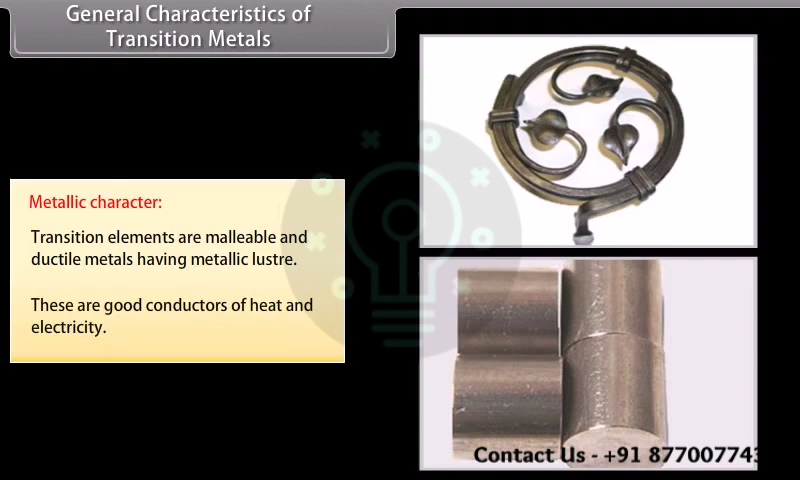 General Characteristics of
Transition Metals
Metallic character:
Transition elements are malleable and
ductile metals having metallic lustre.
These are good conductors of heat and
electricity.
Contact Us - +91 877007743